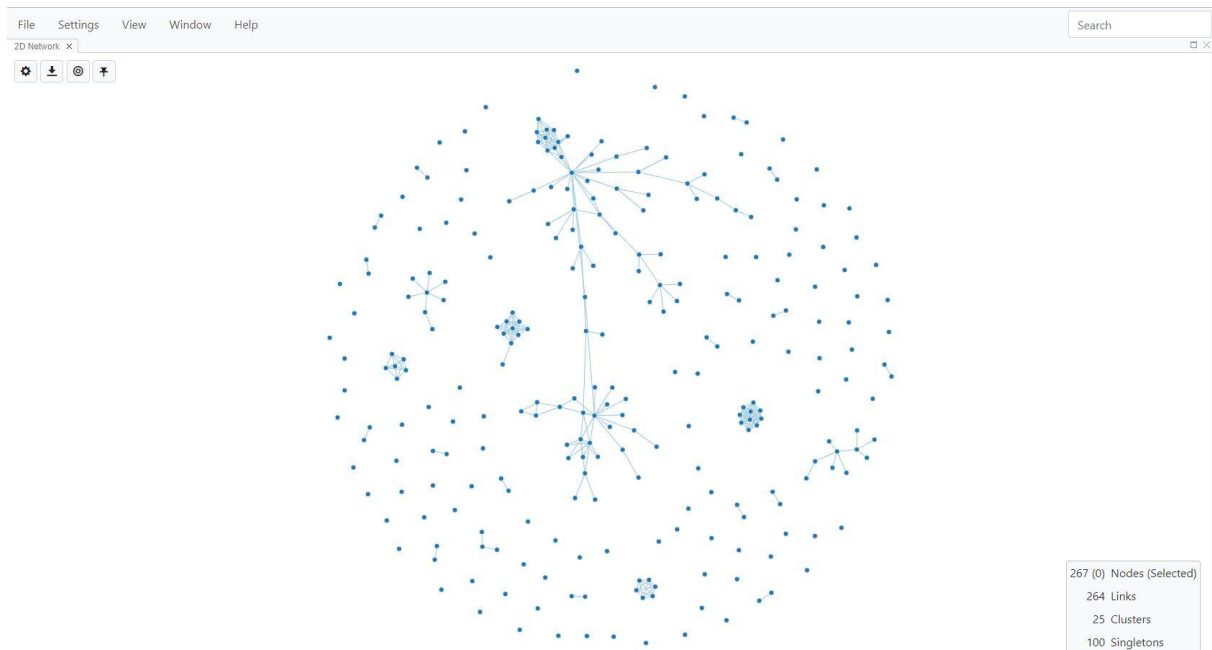 File Settings View Window Help Search
2D Network ×
267 (0) Nodes (Selected)
264 Links
25 Clusters
100 Singletons